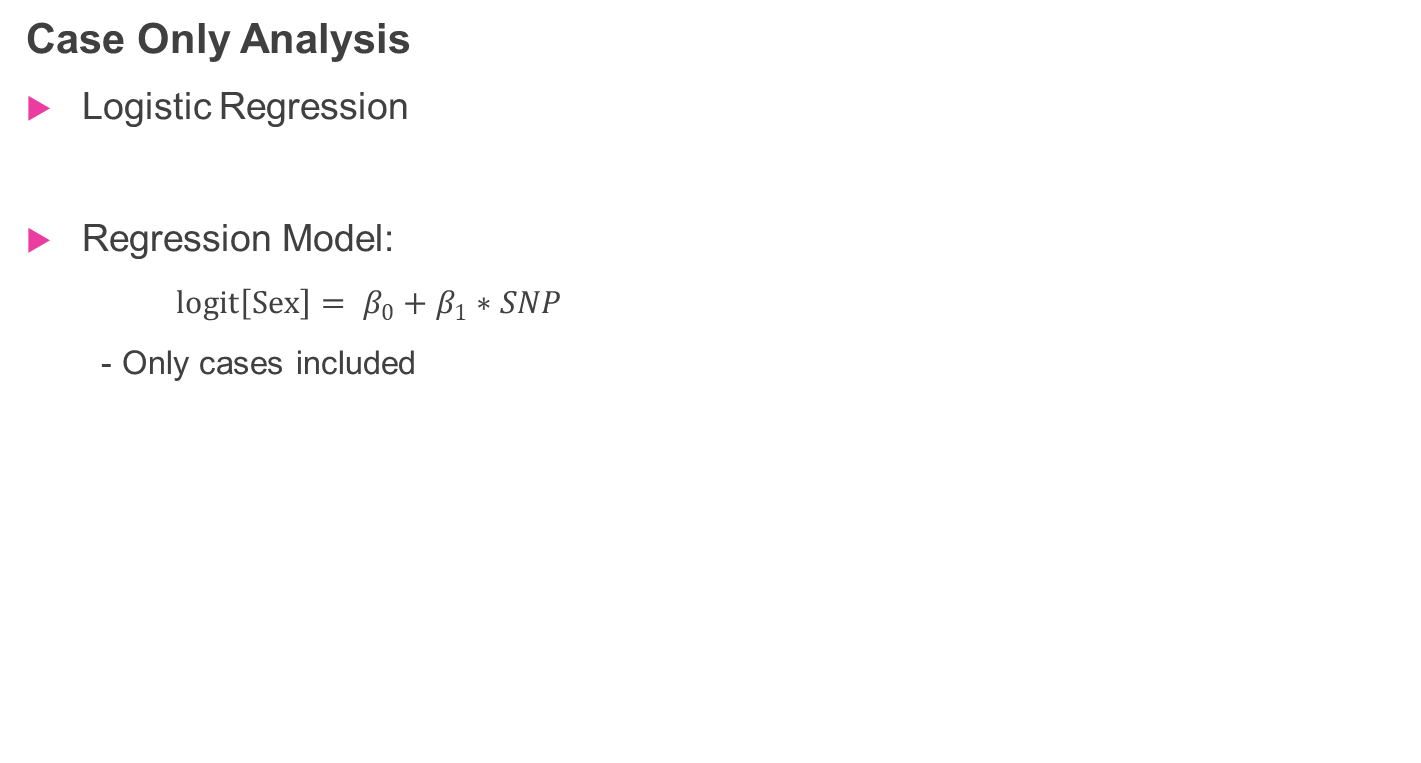 Case Only Analysis
Logistic Regression
Regression Model:
logit[Sex] = β₀ + β₁ ∗ SNP
- Only cases included